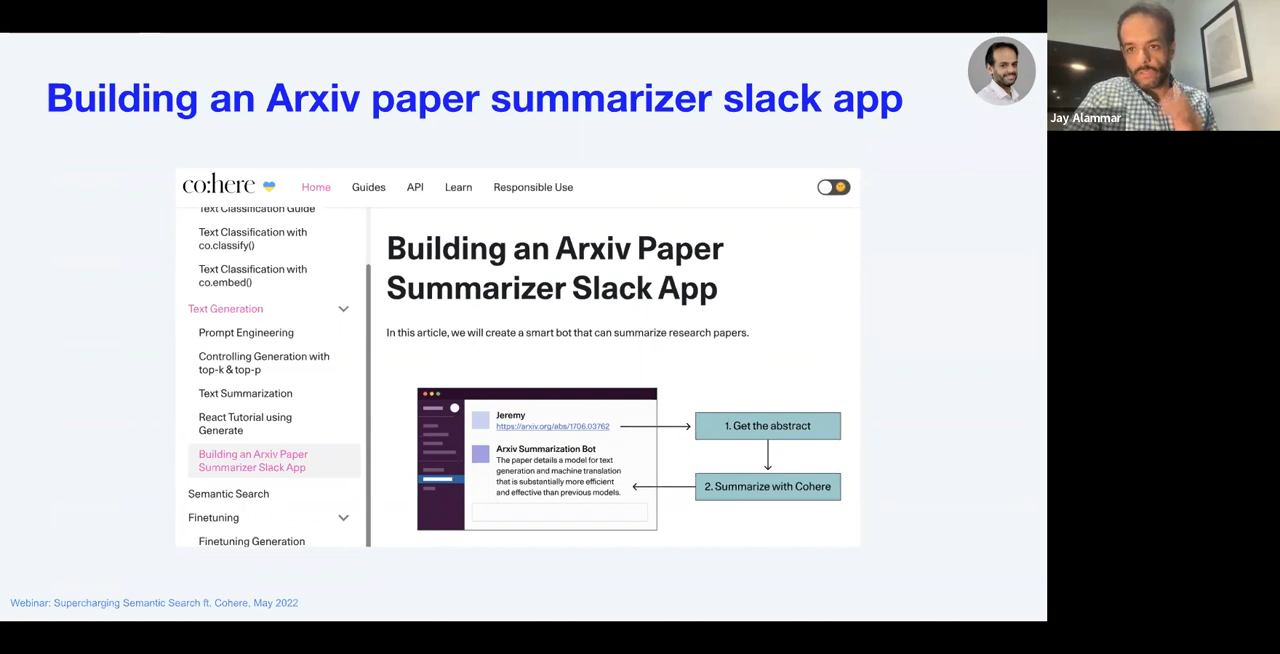 Building an Arxiv paper summarizer slack app
Jay Alammar
co:here
Home
Guides
API
Learn
Responsible Use
Text Classification Guide
Text Classification with
co.classify()
Text Classification with
co.embed()
Text Generation
Prompt Engineering
Controlling Generation with
top-k & top-p
Text Summarization
React Tutorial using
Generate
Building an Arxiv Paper
Summarizer Slack App
Semantic Search
Finetuning
Finetuning Generation
Building an Arxiv Paper
Summarizer Slack App
In this article, we will create a smart bot that can summarize research papers.
Jeremy
https://arxiv.org/abs/1706.03762
Arxiv Summarization Bot
The paper details a model for text
generation and machine translation
that is substantially more efficient
and effective than previous models.
1. Get the abstract
2. Summarize with Cohere
Webinar: Supercharging Semantic Search ft. Cohere, May 2022